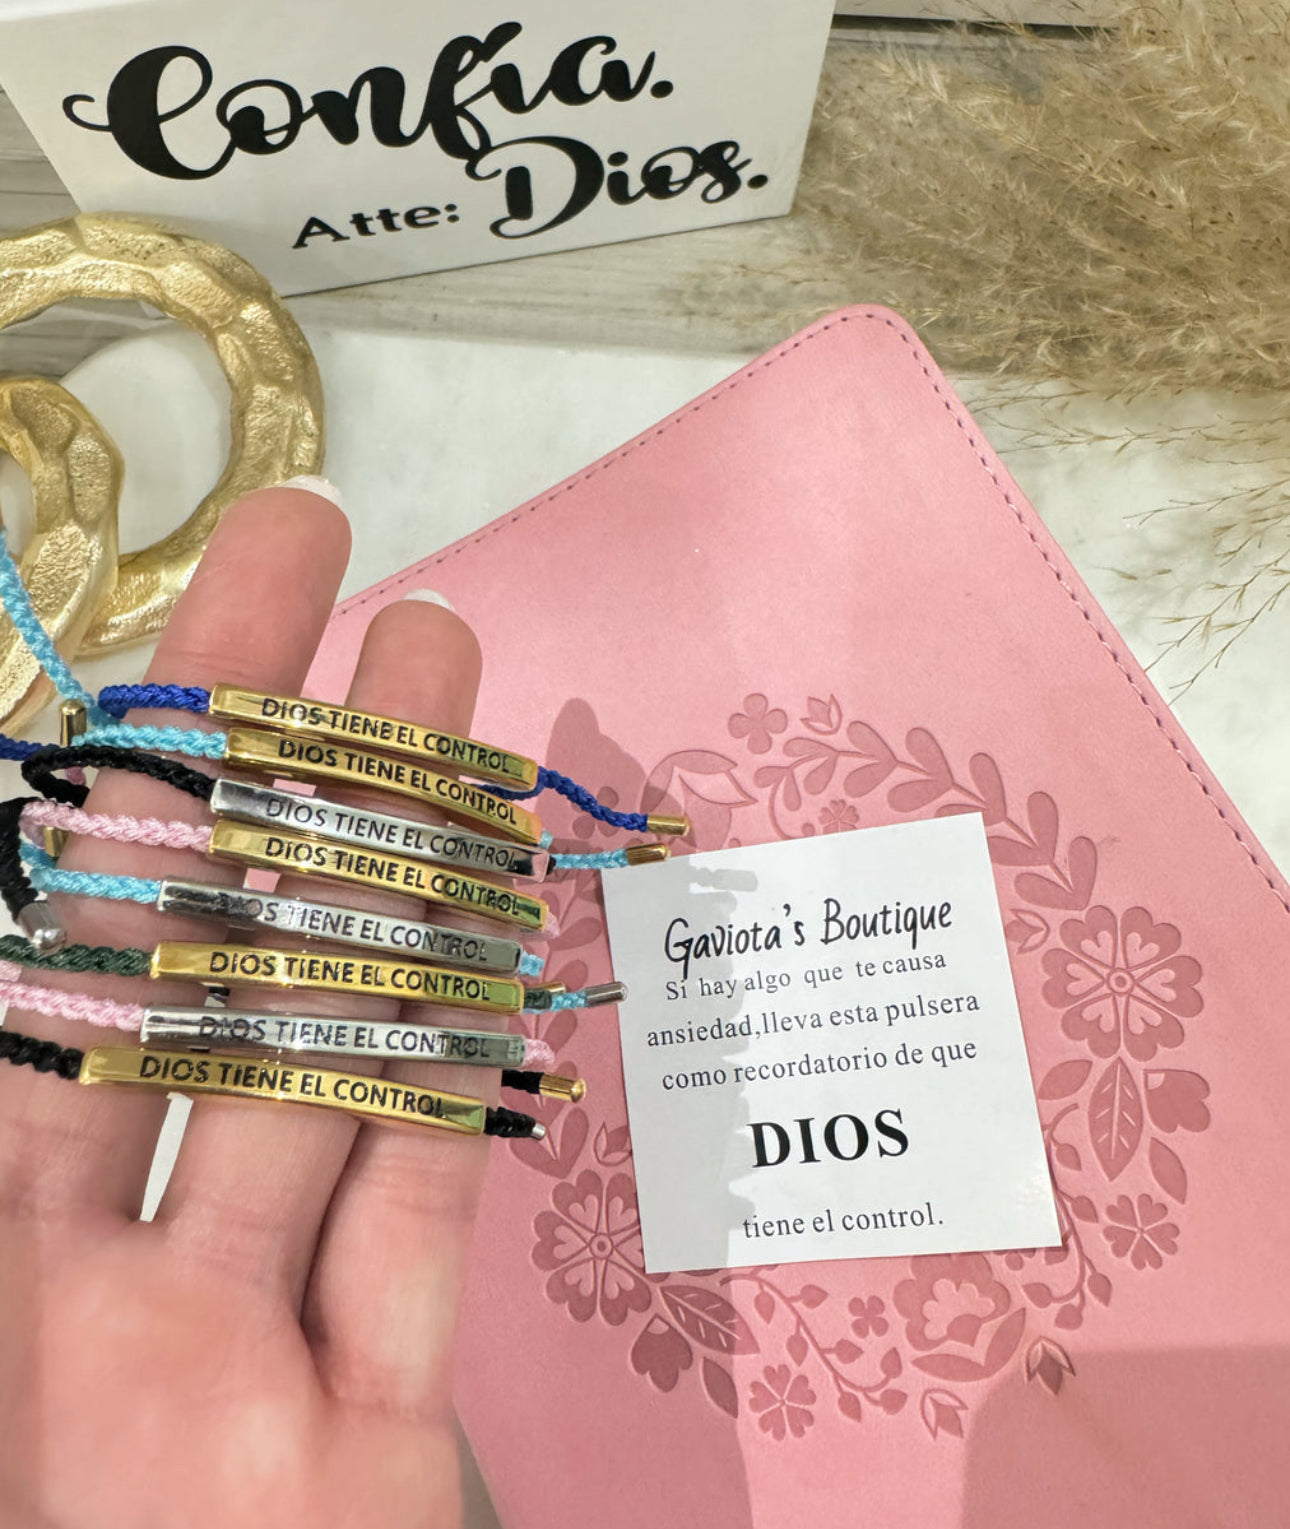 Confía.
Atte: Dios.
DIOS TIENE EL CONTROL
DIOS TIENE EL CONTROL
DIOS TIENE EL CONTROL
DIOS TIENE EL CONTROL
DIOS TIENE EL CONTROL
DIOS TIENE EL CONTROL
DIOS TIENE EL CONTROL
DIOS TIENE EL CONTROL
Gaviota's Boutique
Si hay algo que te causa
ansiedad,lleva esta pulsera
como recordatorio de que
DIOS
tiene el control.